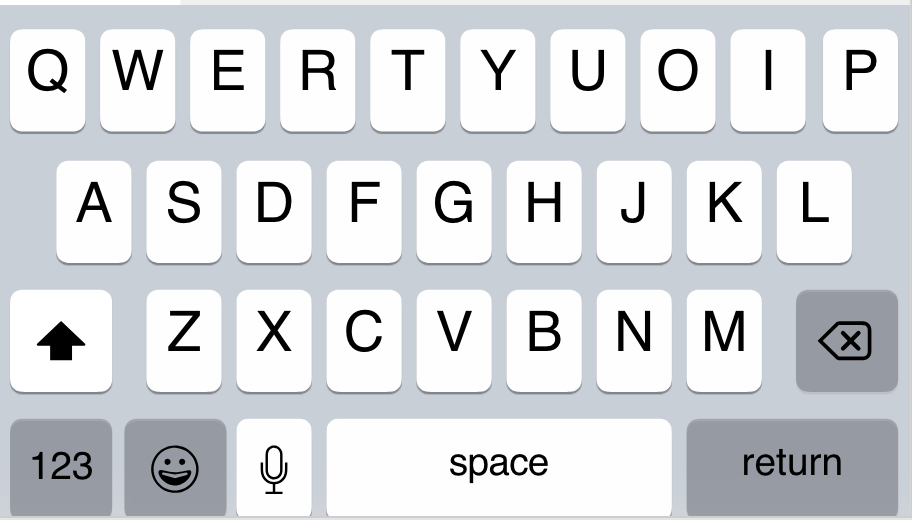 Q W E R T Y U O I P
A S D F G H J K L
Z X C V B N M
123 space return